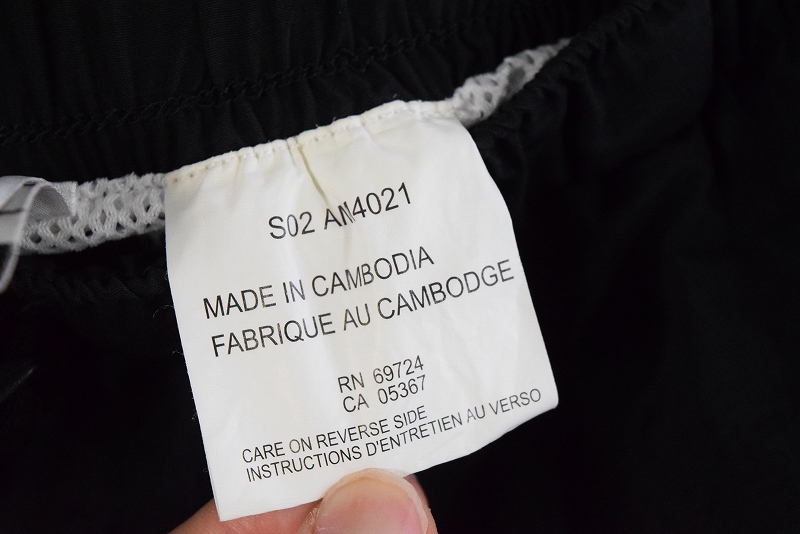 S02 AM4021
MADE IN CAMBODIA
FABRIQUE AU CAMBODGE
RN 69724
CA 05367
CARE ON REVERSE SIDE
INSTRUCTIONS D'ENTRETIEN AU VERSO